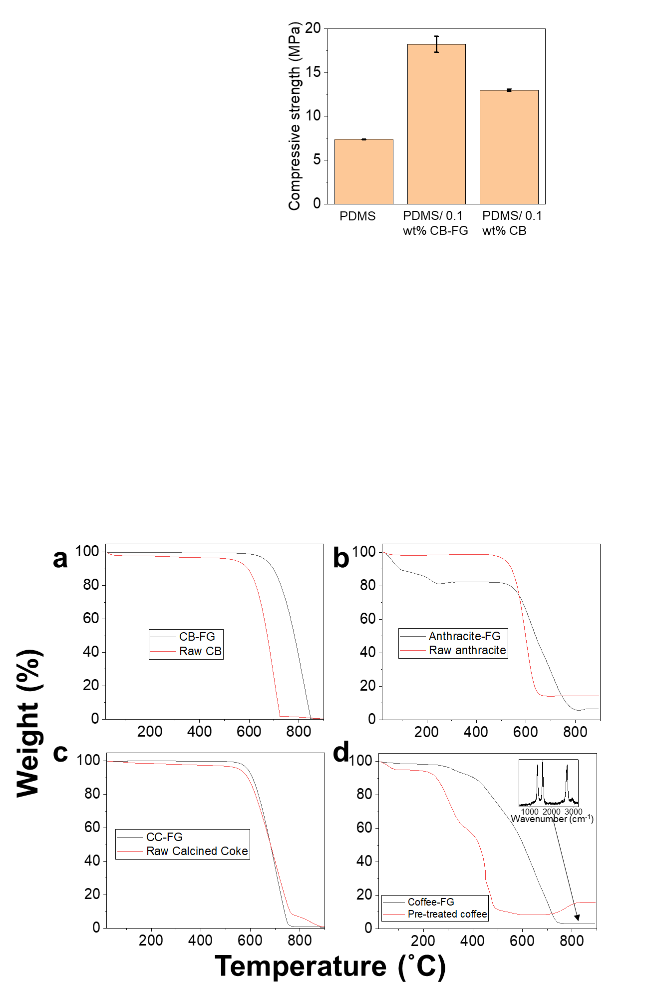 Compressive strength (MPa)
20
15
10
5
0
PDMS
PDMS/ 0.1
wt% CB-FG
PDMS/ 0.1
wt% CB
Weight (%)
a
100
80
60
40
20
0
CB-FG
Raw CB
200 400 600 800
b
100
80
60
40
20
0
Anthracite-FG
Raw anthracite
200 400 600 800
c
100
80
60
40
20
0
CC-FG
Raw Calcined Coke
200 400 600 800
d
100
80
60
40
20
0
1000 2000 3000
Wavenumber (cm-1)
Coffee-FG
Pre-treated coffee
200 400 600 800
Temperature (˚C)